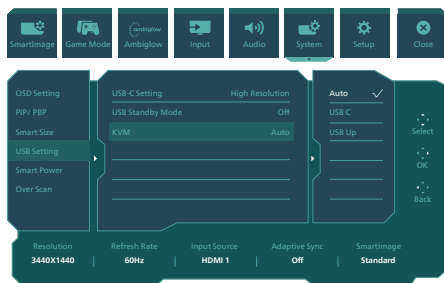 ambiglow
SmartImage Game Mode Ambiglow Input Audio System Setup Close
OSD Setting
PIP/ PBP
Smart Size
USB Setting
Smart Power
Over Scan
USB-C Setting High Resolution
USB Standby Mode Off
KVM Auto
Auto
USB C
USB Up
Select
OK
Back
Resolution Refresh Rate Input Source Adaptive Sync SmartImage
3440X1440 60Hz HDMI 1 Off Standard